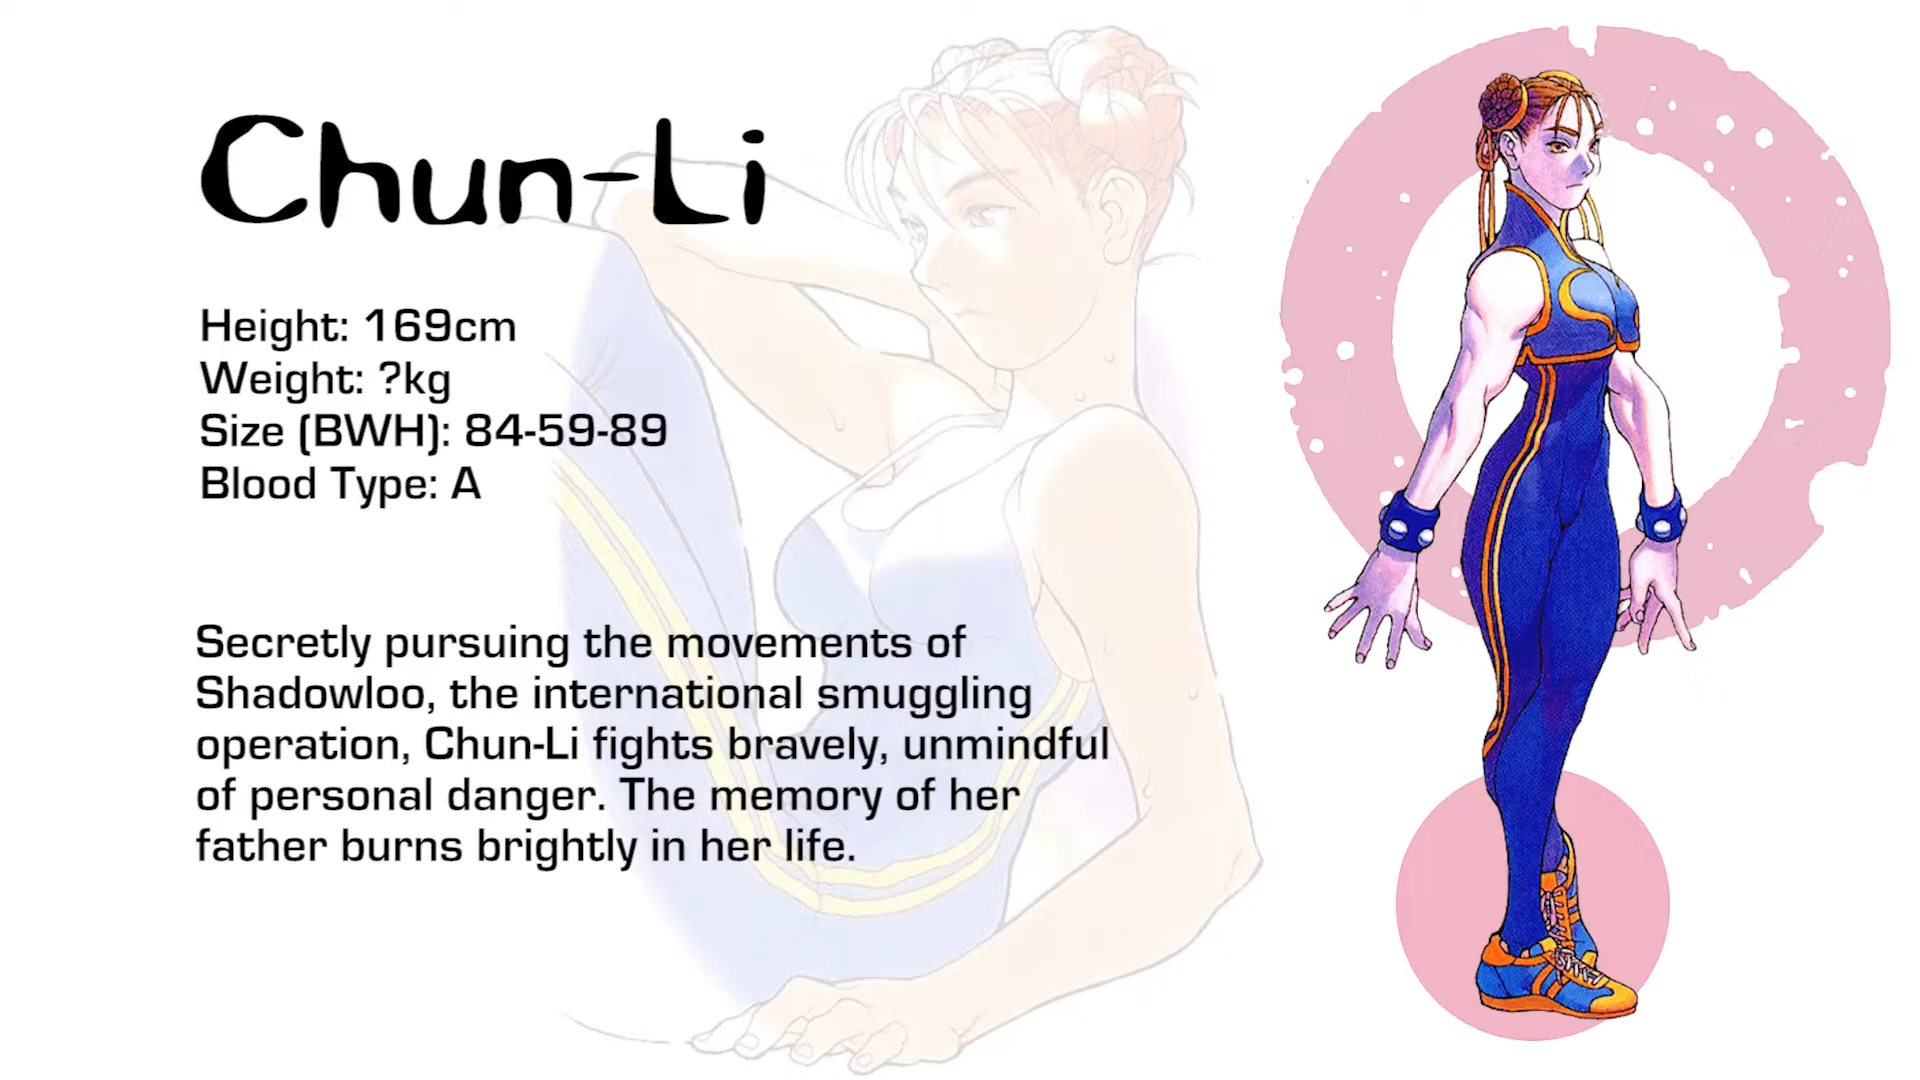 Chun-Li
Height: 169cm
Weight: ?kg
Size (BWH): 84-59-89
Blood Type: A
Secretly pursuing the movements of
Shadowloo, the international smuggling
operation, Chun-Li fights bravely, unmindful
of personal danger. The memory of her
father burns brightly in her life.